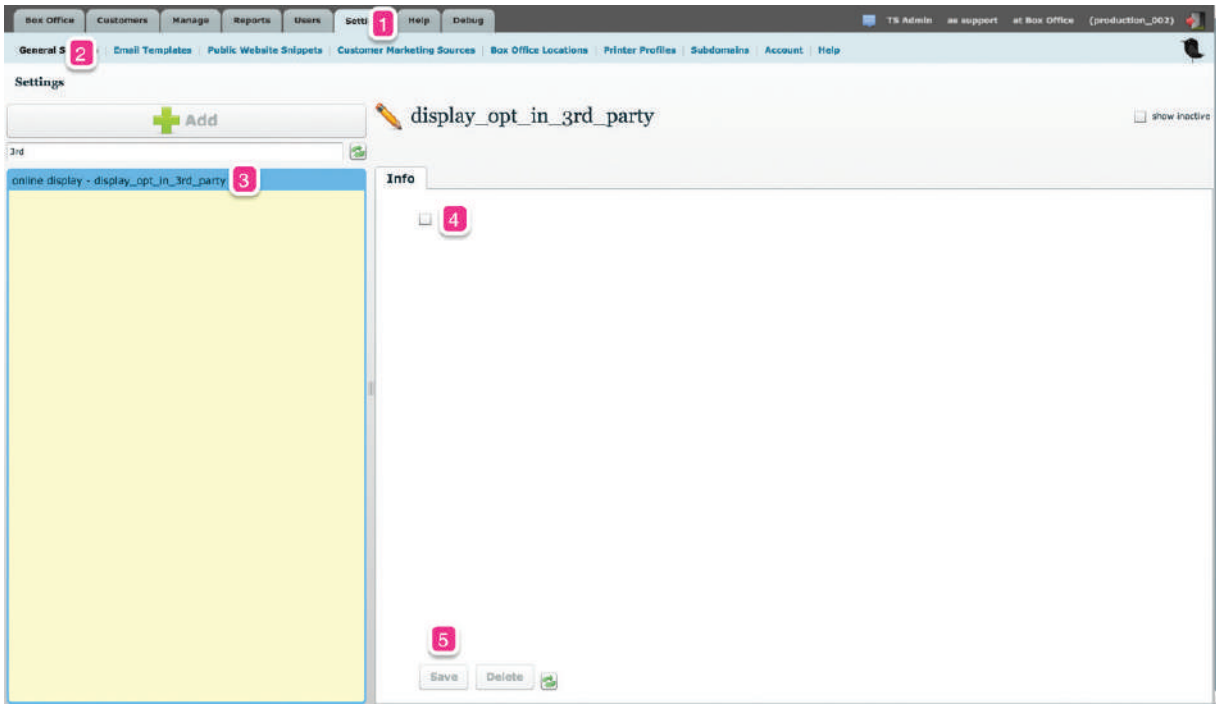 Box Office Customers Manage Reports Users Setti 1 Help Debug TS Admin as support at Box Office (production_002)
General S 2 Email Templates Public Website Snippets Customer Marketing Sources Box Office Locations Printer Profiles Subdomains Account Help
Settings
Add
display_opt_in_3rd_party
show inactive
3rd
online display - display_opt_in_3rd_party 3
Info
4
5
Save Delete